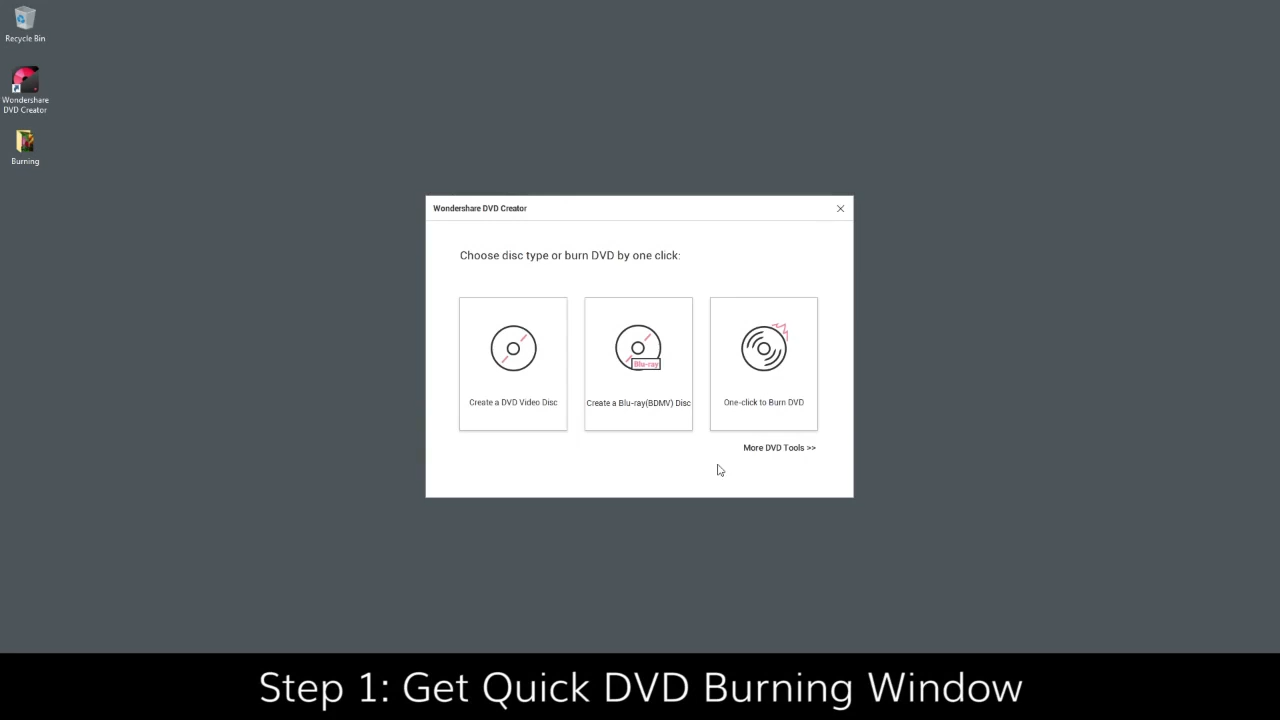 Recycle Bin
Wondershare
DVD Creator
Burning
Wondershare DVD Creator
Choose disc type or burn DVD by one click:
Blu-ray
Create a DVD Video Disc
Create a Blu-ray(BDMV) Disc
One-click to Burn DVD
More DVD Tools >>
Step 1: Get Quick DVD Burning Window